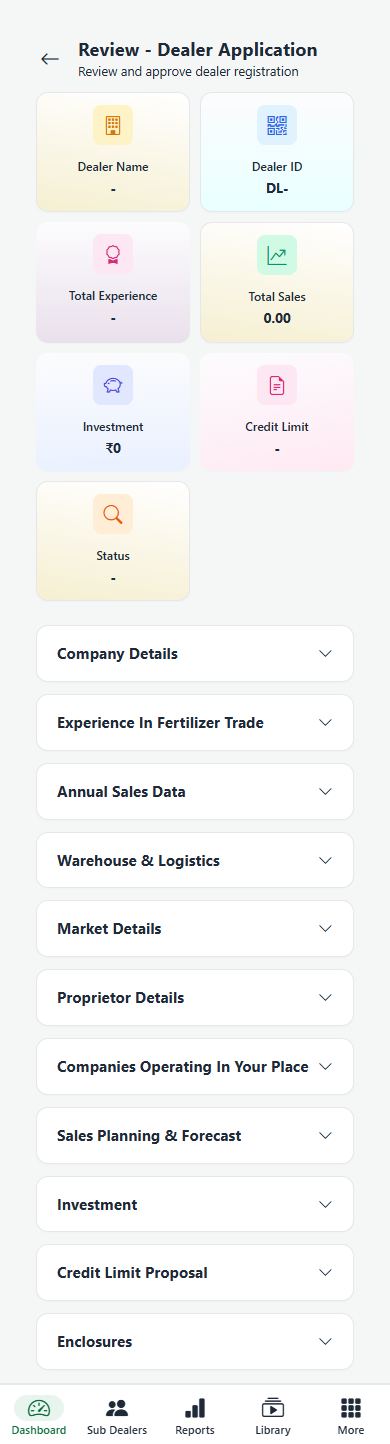 Review - Dealer Application
Review and approve dealer registration
Dealer Name
-
Dealer ID
DL-
Total Experience
-
Total Sales
0.00
Investment
₹0
Credit Limit
-
Status
-
Company Details
Experience In Fertilizer Trade
Annual Sales Data
Warehouse & Logistics
Market Details
Proprietor Details
Companies Operating In Your Place
Sales Planning & Forecast
Investment
Credit Limit Proposal
Enclosures
Dashboard
Sub Dealers
Reports
Library
More